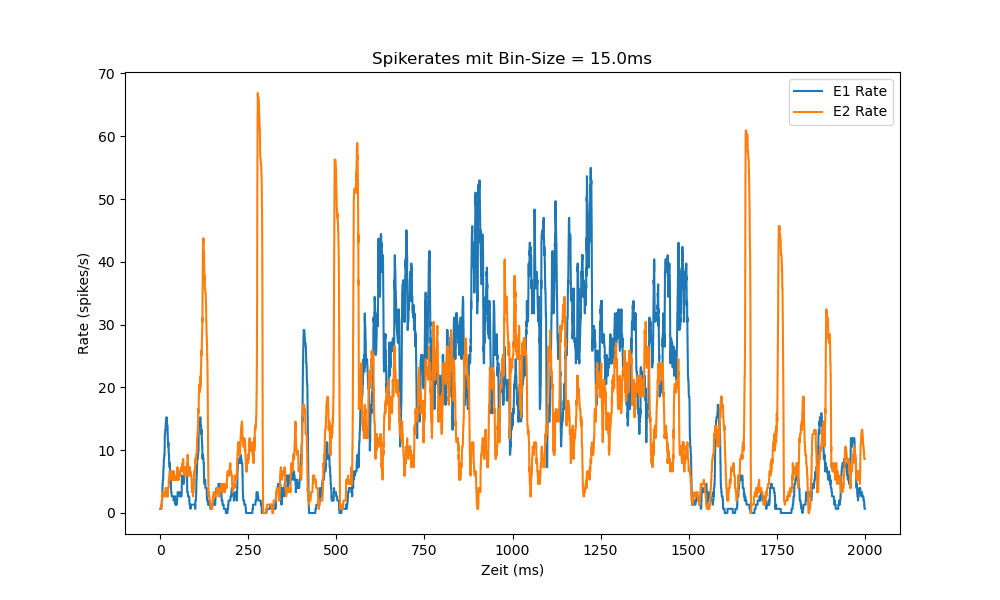 Spikerates mit Bin-Size = 15.0ms
E1 Rate
E2 Rate
Rate (spikes/s)
70
60
50
40
30
20
10
0
0 250 500 750 1000 1250 1500 1750 2000
Zeit (ms)